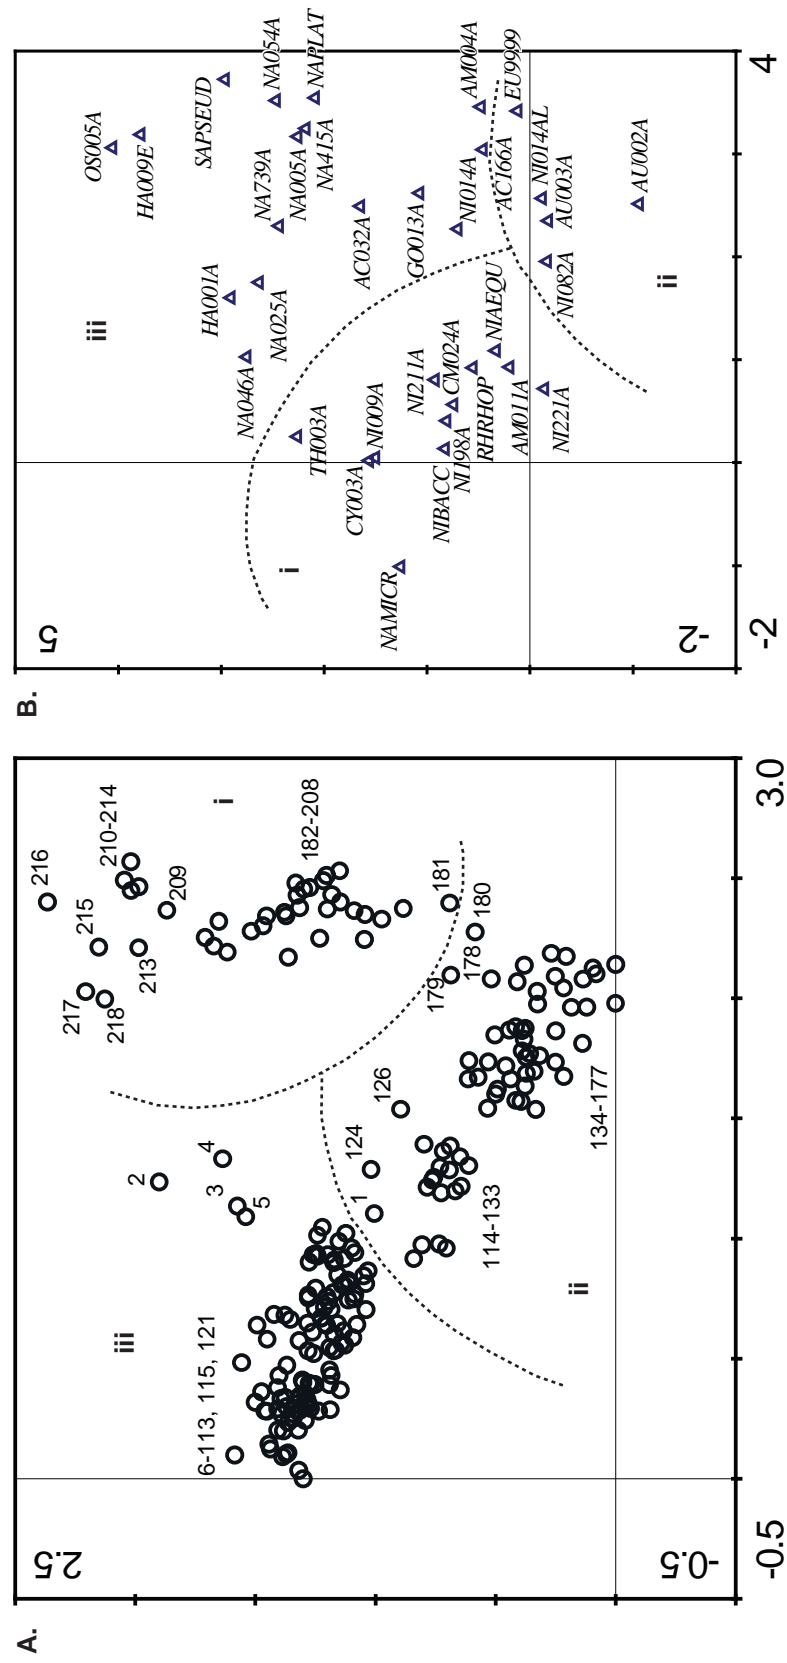 B.
5
-2
-2
4
i
ii
iii
OS005A
HA009E
SAPSEUD
NA054A
NAPLAT
NA739A
NA005A
NA415A
HA001A
NA025A
NA046A
AC032A
GO013A
NI014A
AM004A
EU9999
AC166A
NI014AL
AU003A
AU002A
NI082A
TH003A
CY003A
NI009A
NI211A
CM024A
NIAEQU
RHRHOP
AM011A
NI221A
NIBACC
NI198A
NAMICR
A.
2.5
-0.5
-0.5
3.0
i
ii
iii
216
215
210-214
217
218
213
209
182-208
181
180
179
178
2
4
3
5
1
124
126
134-177
114-133
6-113, 115, 121